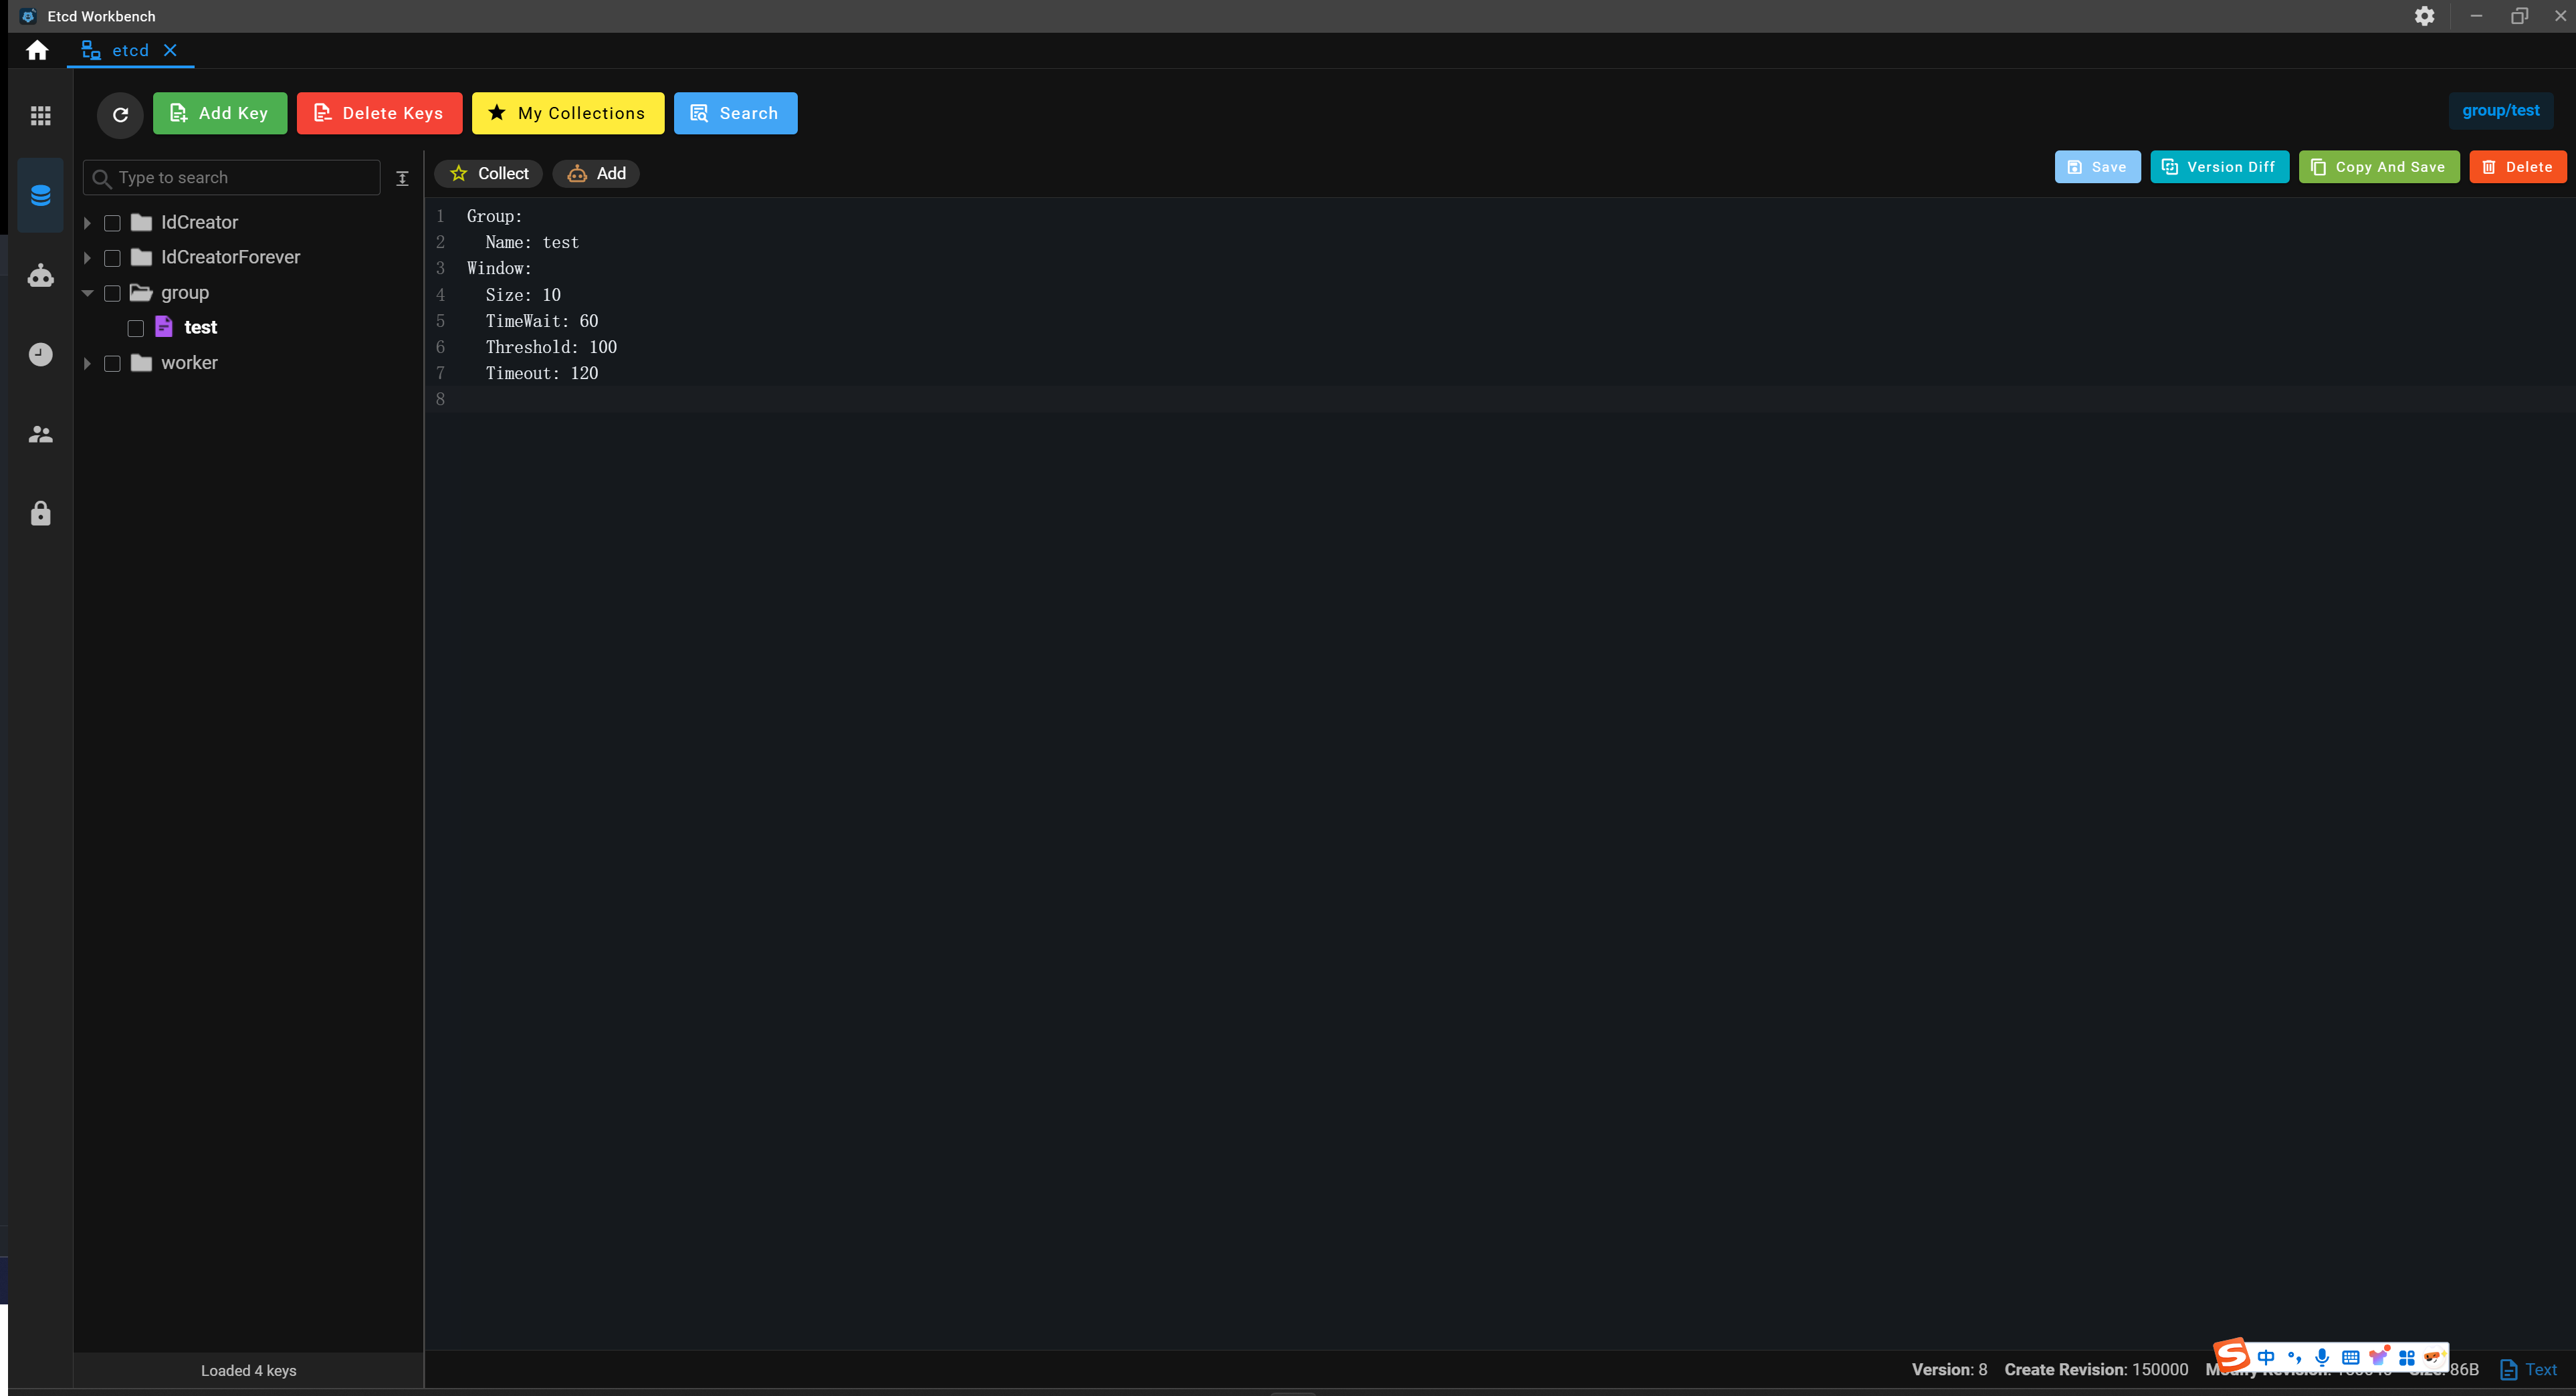 Etcd Workbench
etcd
Add Key
Delete Keys
My Collections
Search
group/test
Type to search
Collect
Add
Save
Version Diff
Copy And Save
Delete
IdCreator
IdCreatorForever
group
test
worker
1 Group:
2 Name: test
3 Window:
4 Size: 10
5 TimeWait: 60
6 Threshold: 100
7 Timeout: 120
8
Loaded 4 keys
Version: 8 Create Revision: 150000 86B Text
中